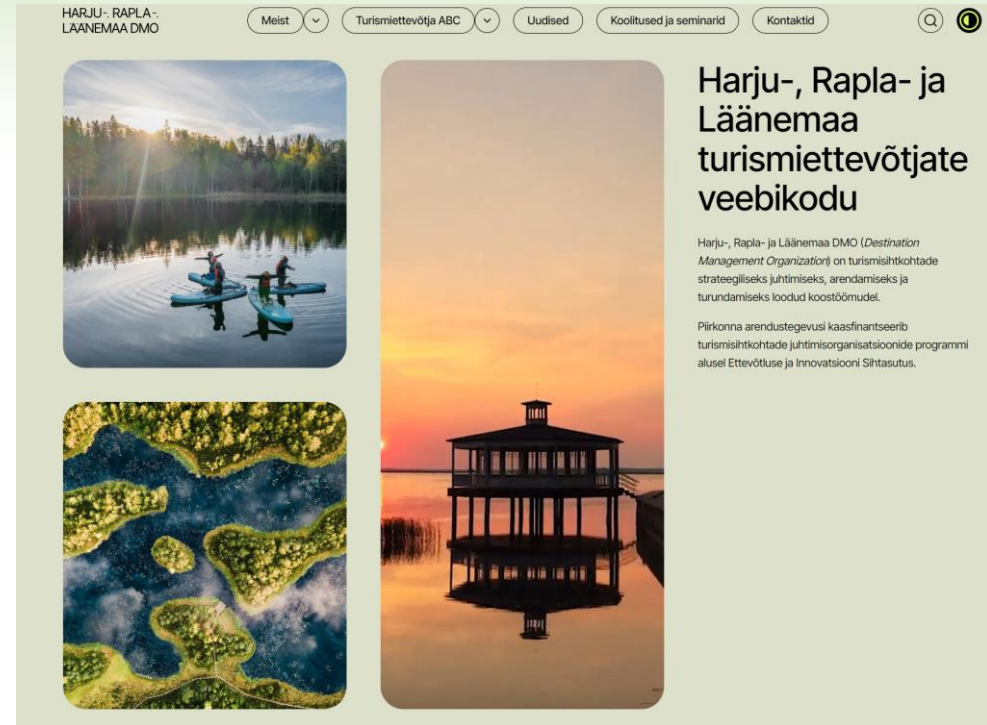 HARJU-. RAPLA-.
LÄÄNEMAA DMO
Meist
Turismiettevõtja ABC
Uudised
Koolitused ja seminarid
Kontaktid
Harju-, Rapla- ja
Läänemaa
turismiettevõtjate
veebikodu
Harju-, Rapla- ja Läänemaa DMO (Destination
Management Organization) on turismisihtkohtade
strateegiliseks juhtimiseks, arendamiseks ja
turundamiseks loodud koostöömudel.
Piirkonna arendustegevusi kaasfinantseerib
turismisihtkohtade juhtimisorganisatsioonide programmi
alusel Ettevõtluse ja Innovatsiooni Sihtasutus.